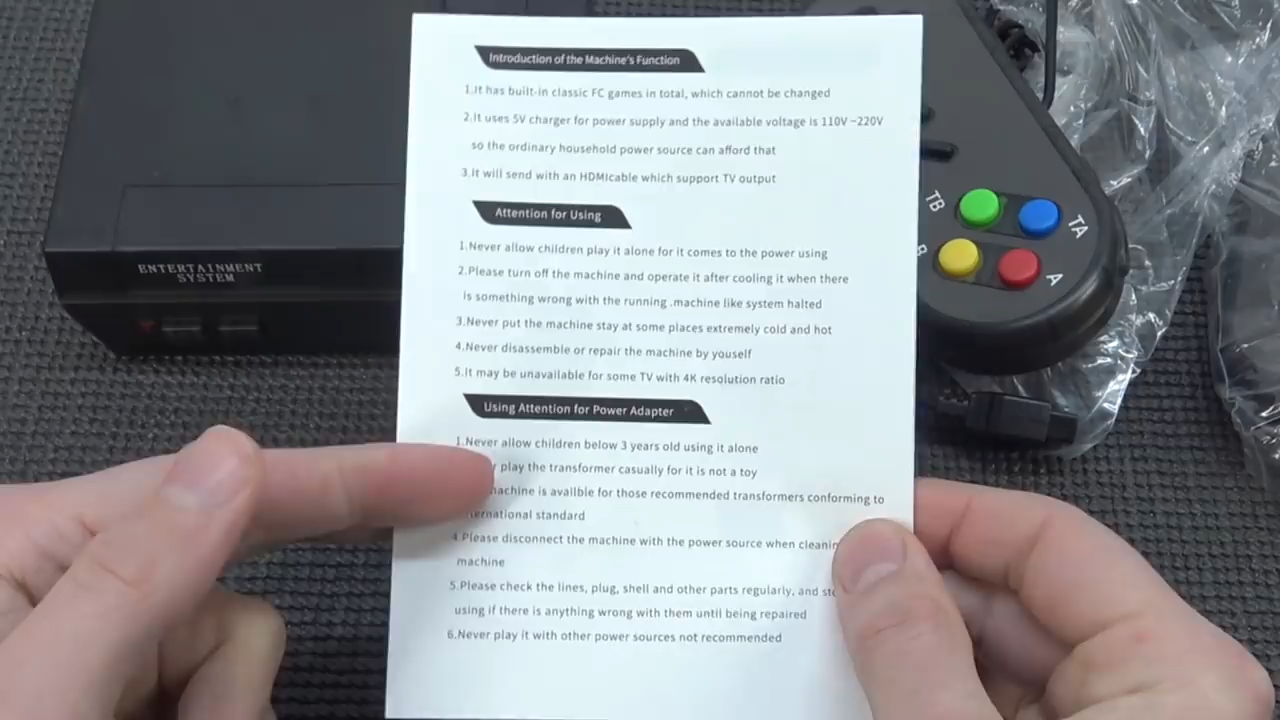 Introduction of the Machine's Function
1.It has built-in classic FC games in total, which cannot be changed
2.It uses 5V charger for power supply and the available voltage is 110V-220V
so the ordinary household power source can afford that
3.It will send with an HDMIcable which support TV output
Attention for Using
1.Never allow children play it alone for it comes to the power using
2.Please turn off the machine and operate it after cooling it when there
is something wrong with the running .machine like system halted
3.Never put the machine stay at some places extremely cold and hot
4.Never disassemble or repair the machine by youself
5.It may be unavailable for some TV with 4K resolution ratio
Using Attention for Power Adapter
1.Never allow children below 3 years old using it alone
play the transformer casually for it is not a toy
machine is availble for those recommended transformers conforming to
standard
4.Please disconnect the machine with the power source when
machine
5.Please check the lines, plug, shell and other parts regularly, and
using if there is anything wrong with them until being repaired
6.Never play it with other power sources not recommended
ENTERTAINMENT
SYSTEM
TB
TA
A